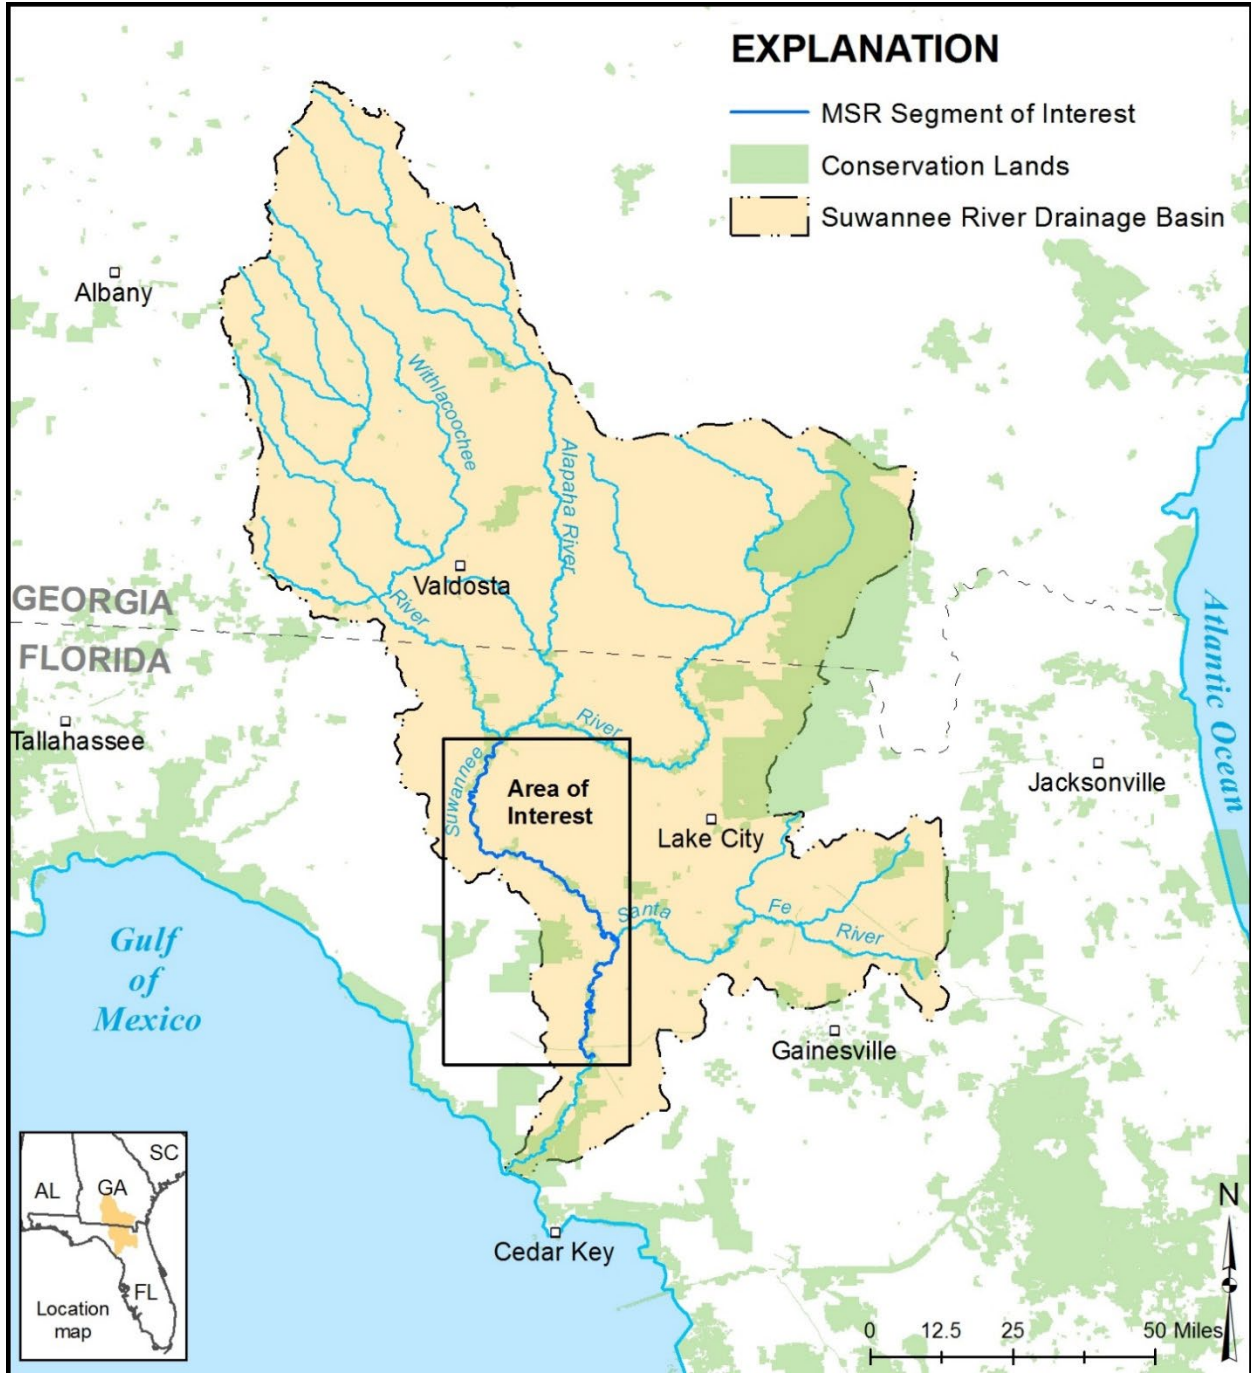 EXPLANATION
MSR Segment of Interest
Conservation Lands
Suwannee River Drainage Basin
Albany
Withlacoochee
Alapaha River
Valdosta
River
GEORGIA
FLORIDA
Tallahassee
River
Suwannee
Area of
Interest
Lake City
Jacksonville
Atlantic Ocean
Santa
Fe
River
Gulf
of
Mexico
Gainesville
Cedar Key
SC
AL
GA
FL
Location
map
N
0
12.5
25
50 Miles